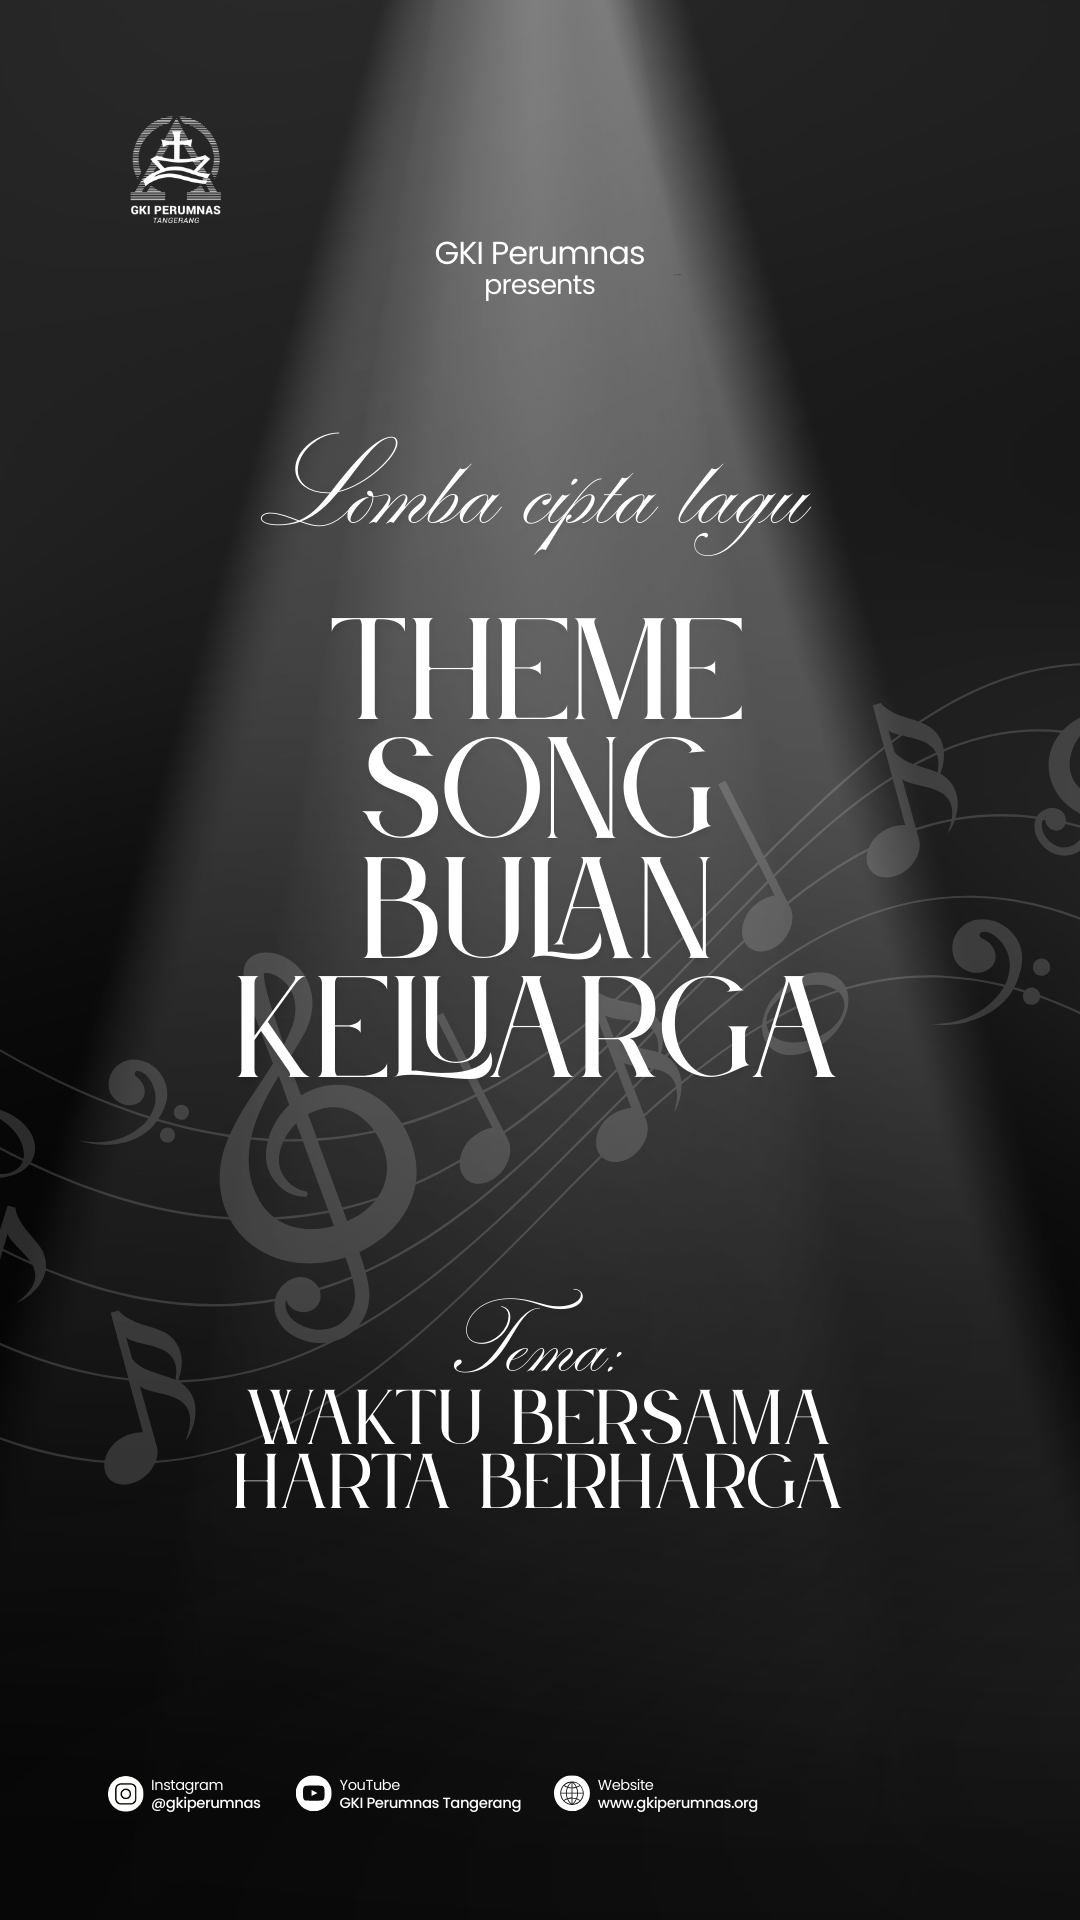 GKI PERUMNAS
TANGERANG
GKI Perumnas
presents
Lomba cipta lagu
THEME
SONG
BULAN
KELUARGA
Tema:
WAKTU BERSAMA
HARTA BERHARGA
Instagram
@gkiperumnas
YouTube
GKI Perumnas Tangerang
Website
www.gkiperumnas.org